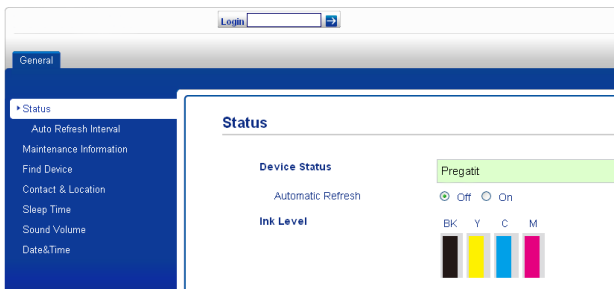 Login
General
Status
Auto Refresh Interval
Maintenance Information
Find Device
Contact & Location
Sleep Time
Sound Volume
Date&Time
Status
Device Status Pregatit
Automatic Refresh Off On
Ink Level BK Y C M